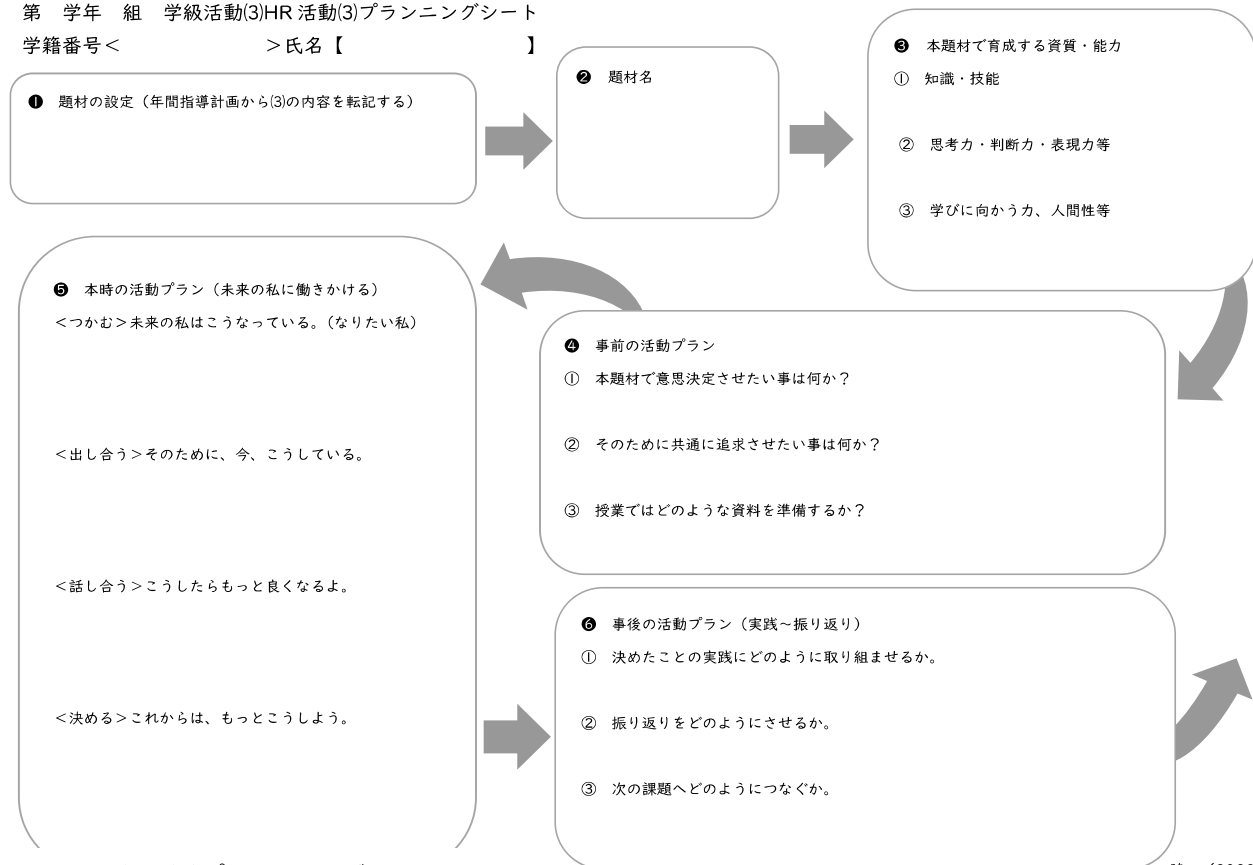 第　学年　組　学級活動⑶HR活動⑶プランニングシート
学籍番号＜　　　　　　　＞氏名【　　　　　　　　　】
❶　題材の設定（年間指導計画から⑶の内容を転記する）
❷　題材名
❸　本題材で育成する資質・能力
①　知識・技能
②　思考力・判断力・表現力等
③　学びに向かう力、人間性等
❹　事前の活動プラン
①　本題材で意思決定させたい事は何か？
②　そのために共通に追求させたい事は何か？
③　授業ではどのような資料を準備するか？
❺　本時の活動プラン（未来の私に働きかける）
＜つかむ＞未来の私はこうなっている。（なりたい私）
＜出し合う＞そのために、今、こうしている。
＜話し合う＞こうしたらもっと良くなるよ。
＜決める＞これからは、もっとこうしよう。
❻　事後の活動プラン（実践～振り返り）
①　決めたことの実践にどのように取り組ませるか。
②　振り返りをどのようにさせるか。
③　次の課題へどのようにつなぐか。